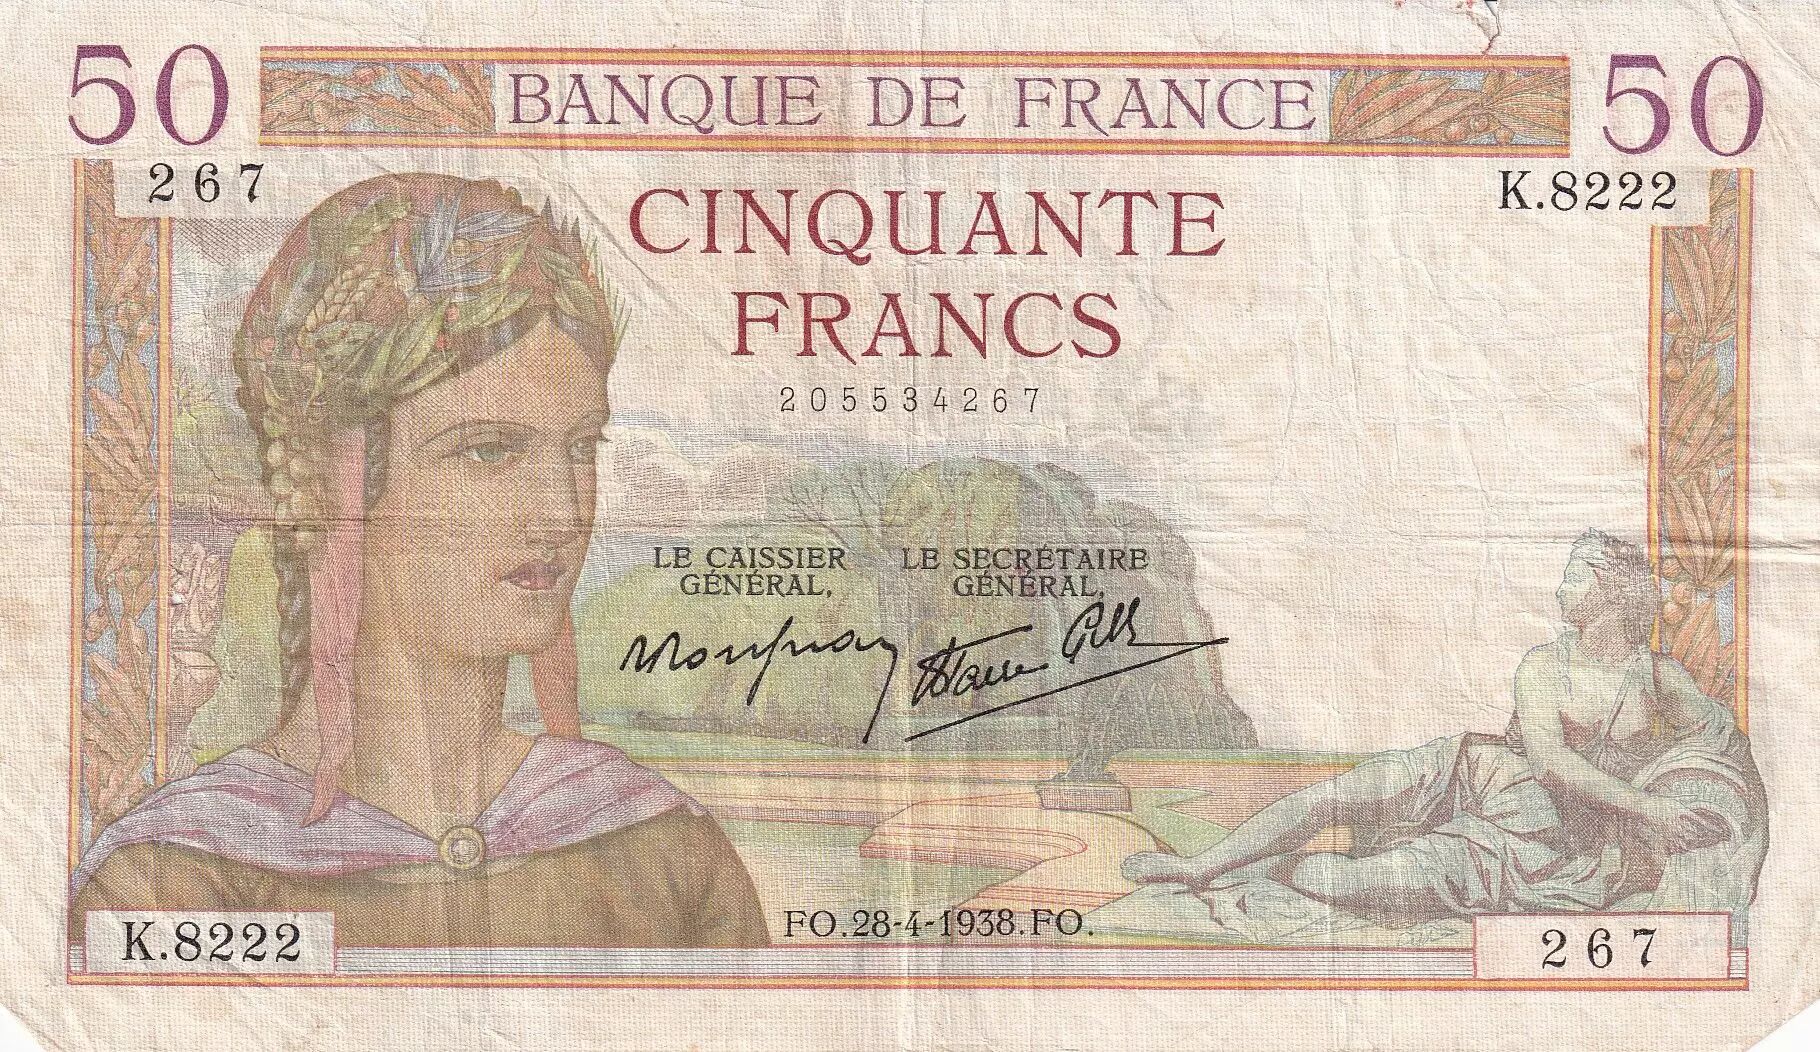 50 BANQUE DE FRANCE 50
267 K.8222
CINQUANTE
FRANCS
205534267
LE CAISSIER GÉNÉRAL,
LE SECRÉTAIRE GÉNÉRAL,
FO.28-4-1938.FO.
K.8222 267